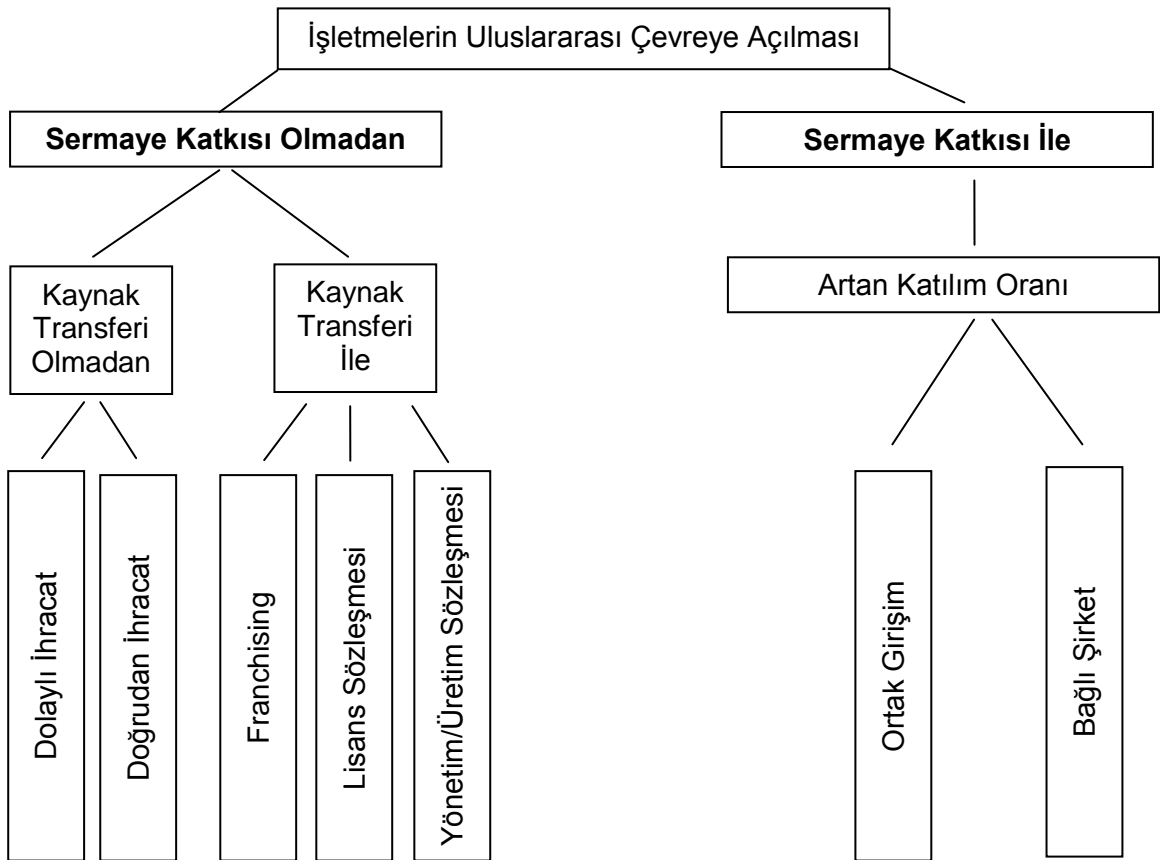 İşletmelerin Uluslararası Çevreye Açılması
Sermaye Katkısı Olmadan
Sermaye Katkısı İle
Kaynak
Transferi
Olmadan
Kaynak
Transferi
İle
Artan Katılım Oranı
Dolaylı İhracat
Doğrudan İhracat
Franchising
Lisans Sözleşmesi
Yönetim/Üretim Sözleşmesi
Ortak Girişim
Bağlı Şirket